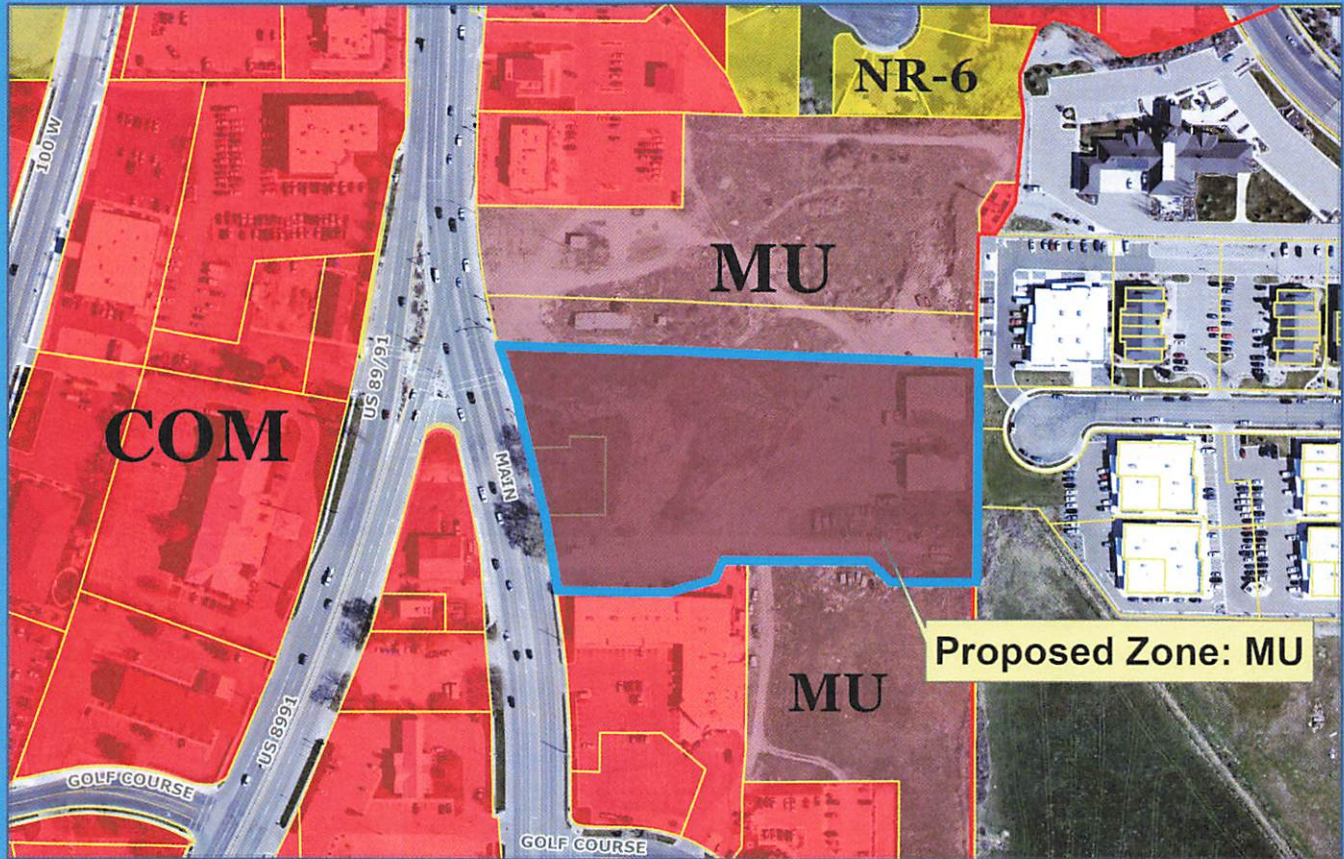 NR-6
100 W
MU
US 89/91
COM
MAIN
Proposed Zone: MU
MU
US 8991
GOLF COURSE
GOLF COURSE